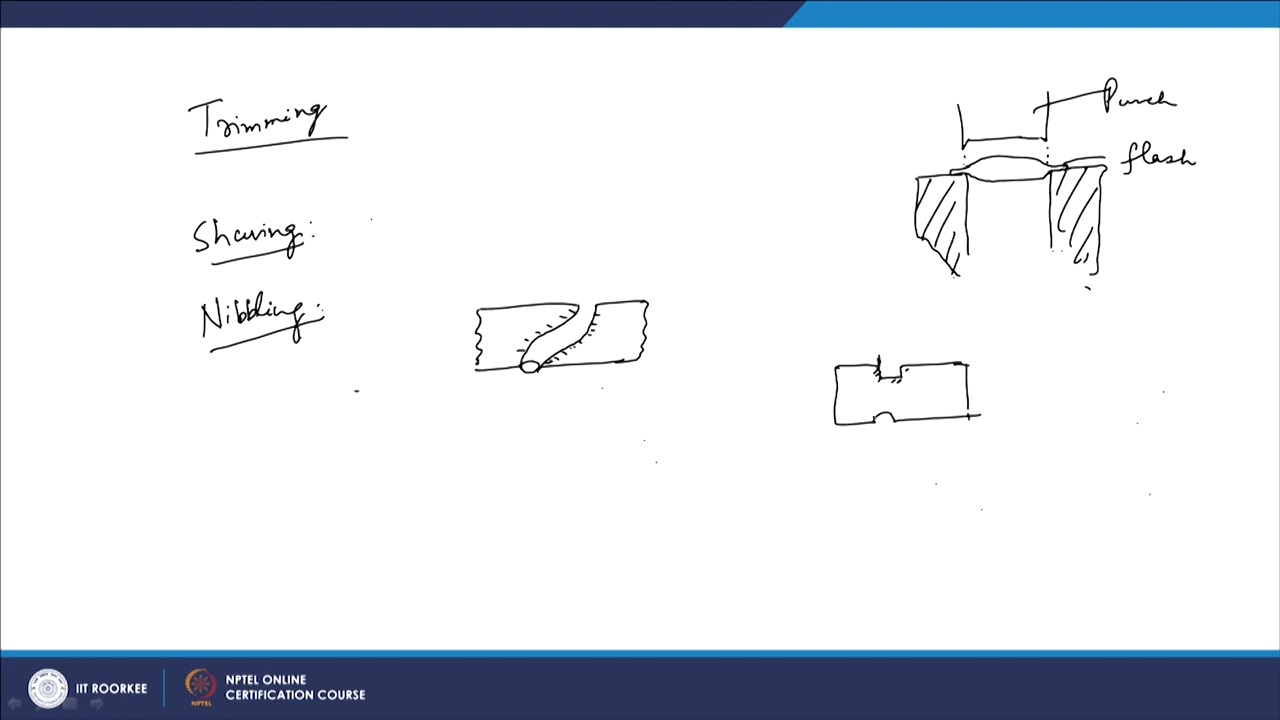 Trimming
Punch
flash
Shaving:
Nibbling:
IIT ROORKEE
NPTEL
NPTEL ONLINE
CERTIFICATION COURSE